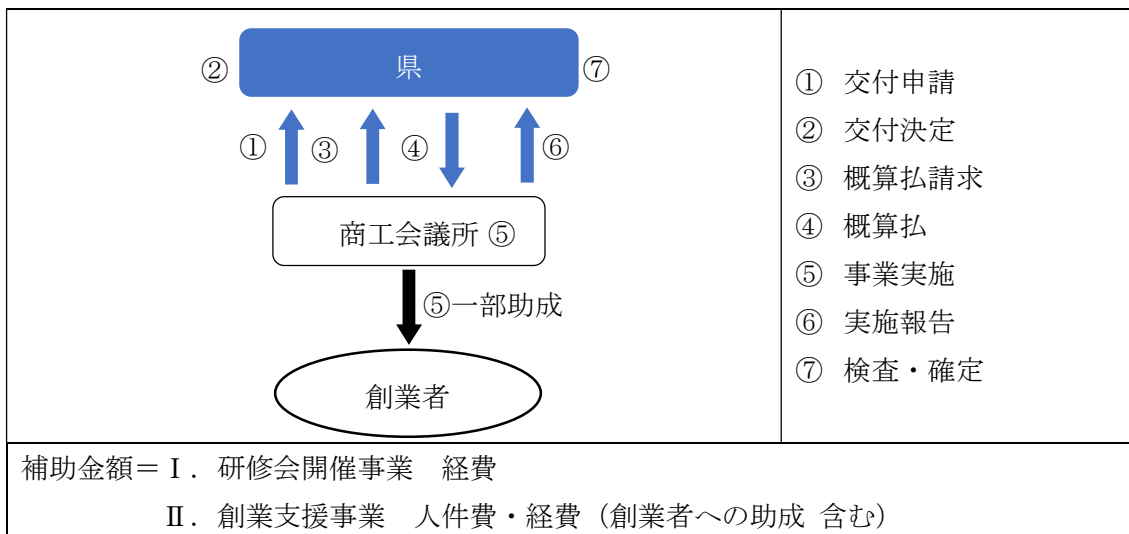 ② 県 ⑦
① ③ ④ ⑥
商工会議所 ⑤
⑤一部助成
創業者
① 交付申請
② 交付決定
③ 概算払請求
④ 概算払
⑤ 事業実施
⑥ 実施報告
⑦ 検査・確定
補助金額＝Ⅰ．研修会開催事業　経費
Ⅱ．創業支援事業　人件費・経費（創業者への助成 含む）